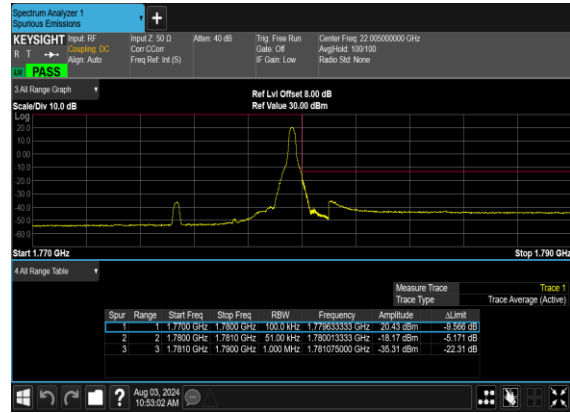 Spectrum Analyzer 1
Spurious Emissions
+
KEYSIGHT Input: RF Input Z: 50 Ω Atten: 40 dB Trig: Free Run Center Freq: 22.005000000 GHz
R T Coupling: DC Corr CCorr Gate: Off Avg|Hold: 100/100
Align: Auto Freq Ref: Int (S) IF Gain: Low Radio Std: None
LW PASS
3 All Range Graph
Ref Lvl Offset 8.00 dB
Scale/Div 10.0 dB Ref Value 30.00 dBm
Log
20.0
10.0
0.00
-10.0
-20.0
-30.0
-40.0
-50.0
-60.0
Start 1.770 GHz Stop 1.790 GHz
4 All Range Table
Measure Trace Trace 1
Trace Type Trace Average (Active)
Spur Range Start Freq Stop Freq RBW Frequency Amplitude ΔLimit
1 1 1.7700 GHz 1.7800 GHz 100.0 kHz 1.779633333 GHz 20.43 dBm -9.566 dB
2 2 1.7800 GHz 1.7810 GHz 51.00 kHz 1.780013333 GHz -18.17 dBm -5.171 dB
3 3 1.7810 GHz 1.7900 GHz 1.000 MHz 1.781075000 GHz -35.31 dBm -22.31 dB
? Aug 03, 2024
10:53:02 AM